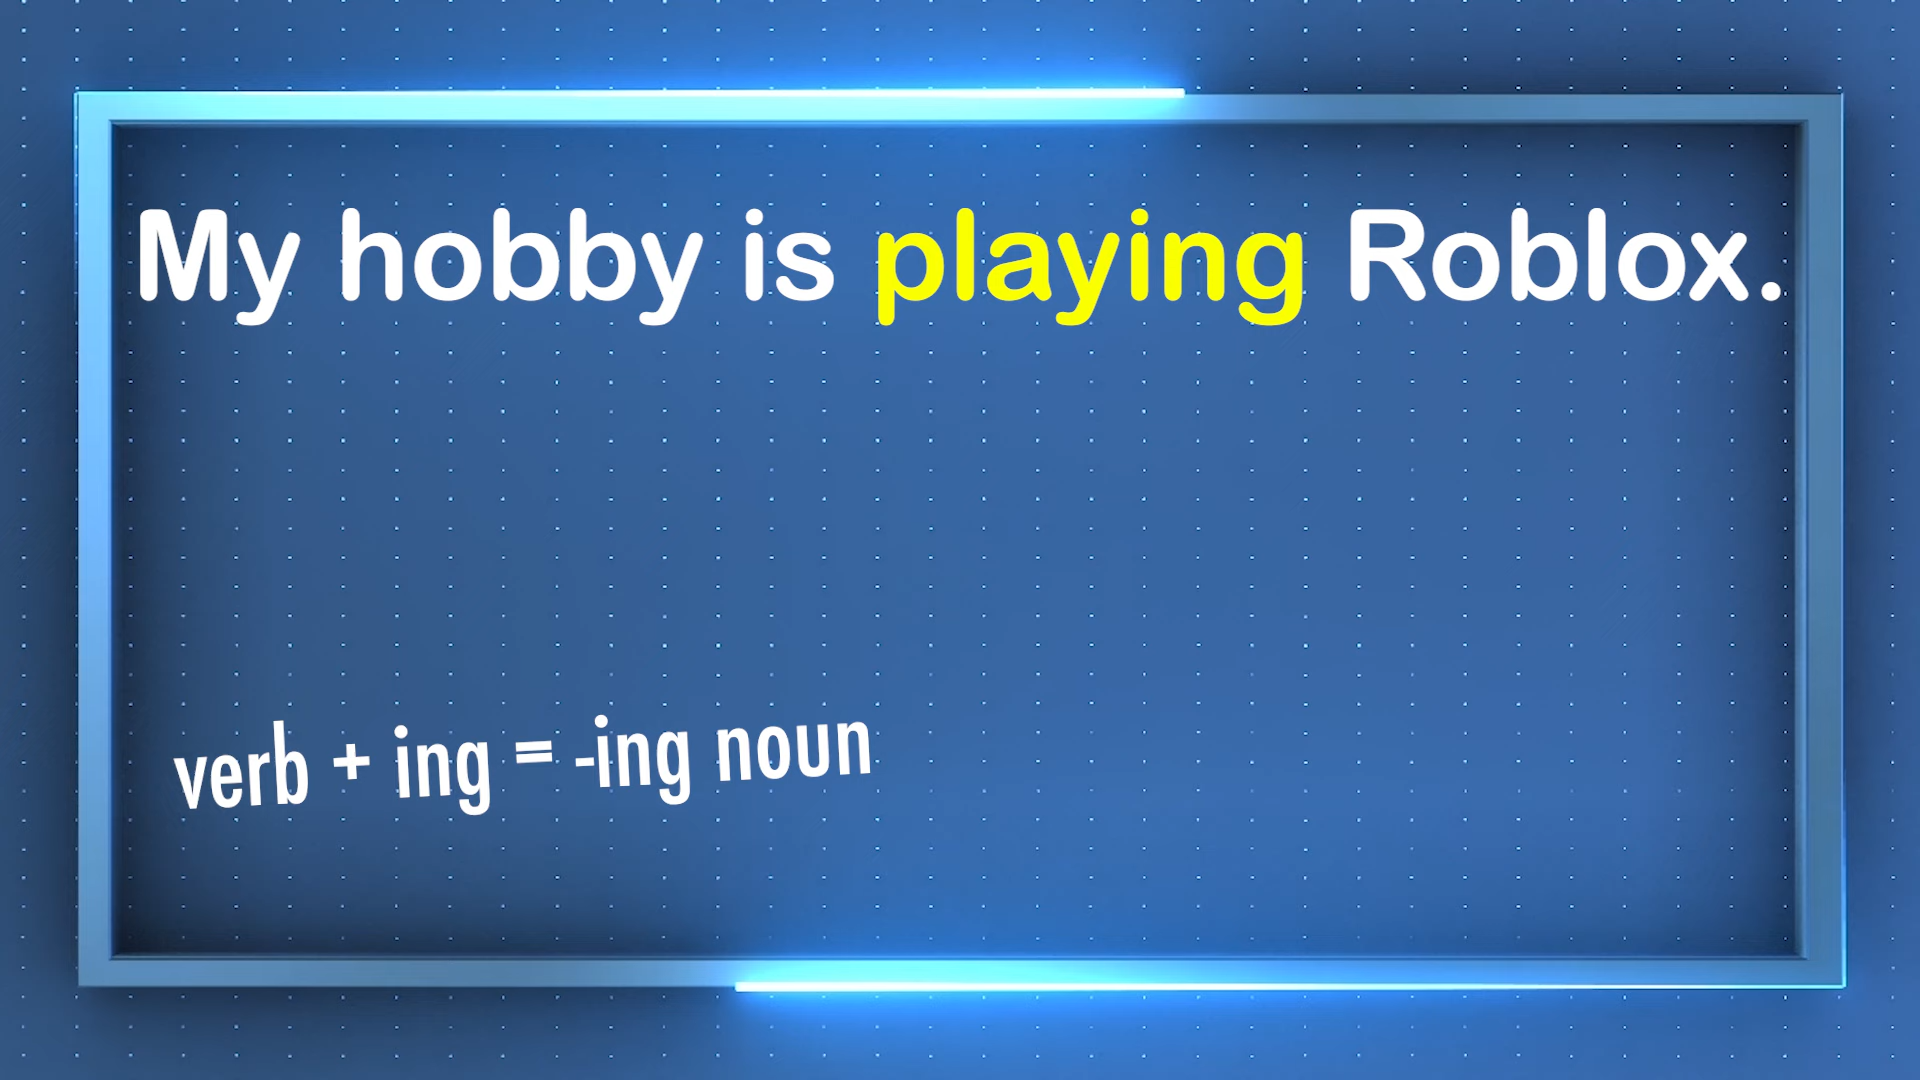 My hobby is playing Roblox.
verb + ing = -ing noun